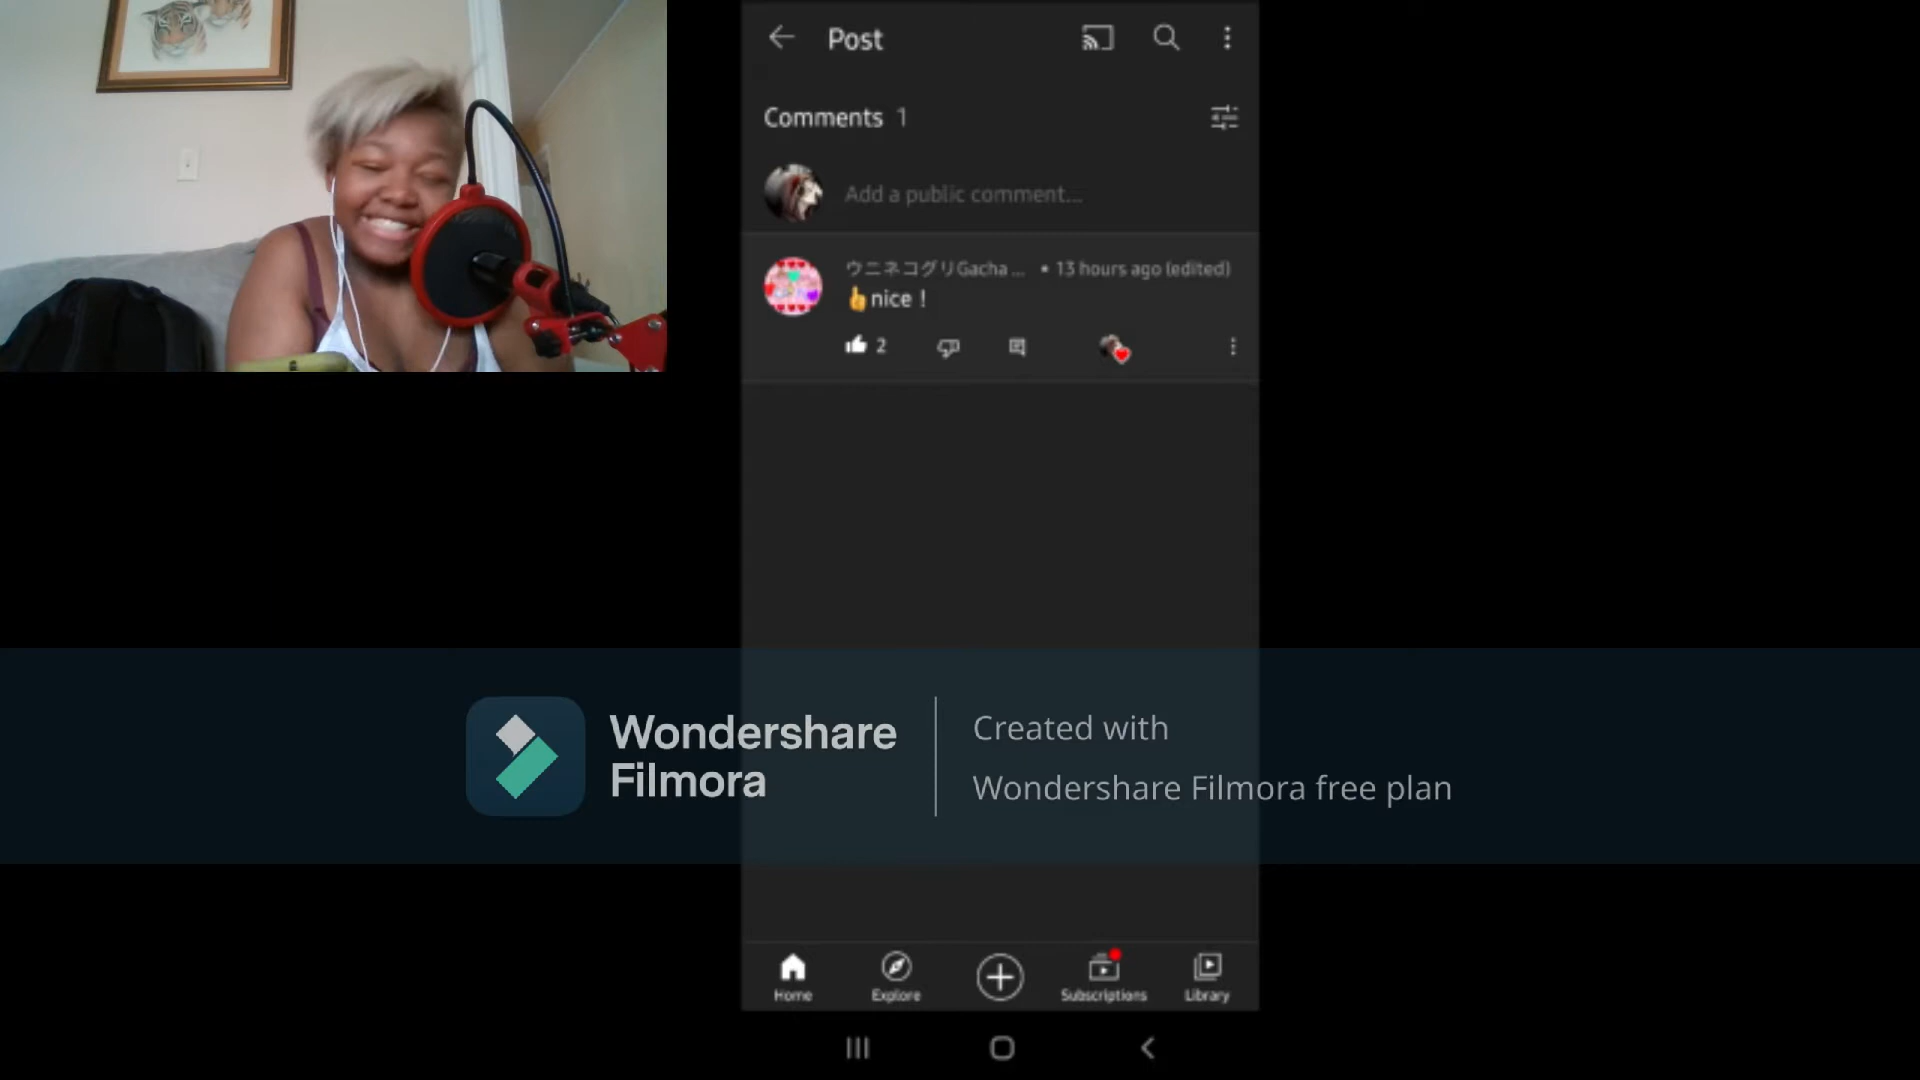 Post
Comments 1
Add a public comment...
ウニネコグリGacha ... • 13 hours ago (edited)
👍nice !
2
Wondershare
Filmora
Created with
Wondershare Filmora free plan
Home
Explore
Subscriptions
Library